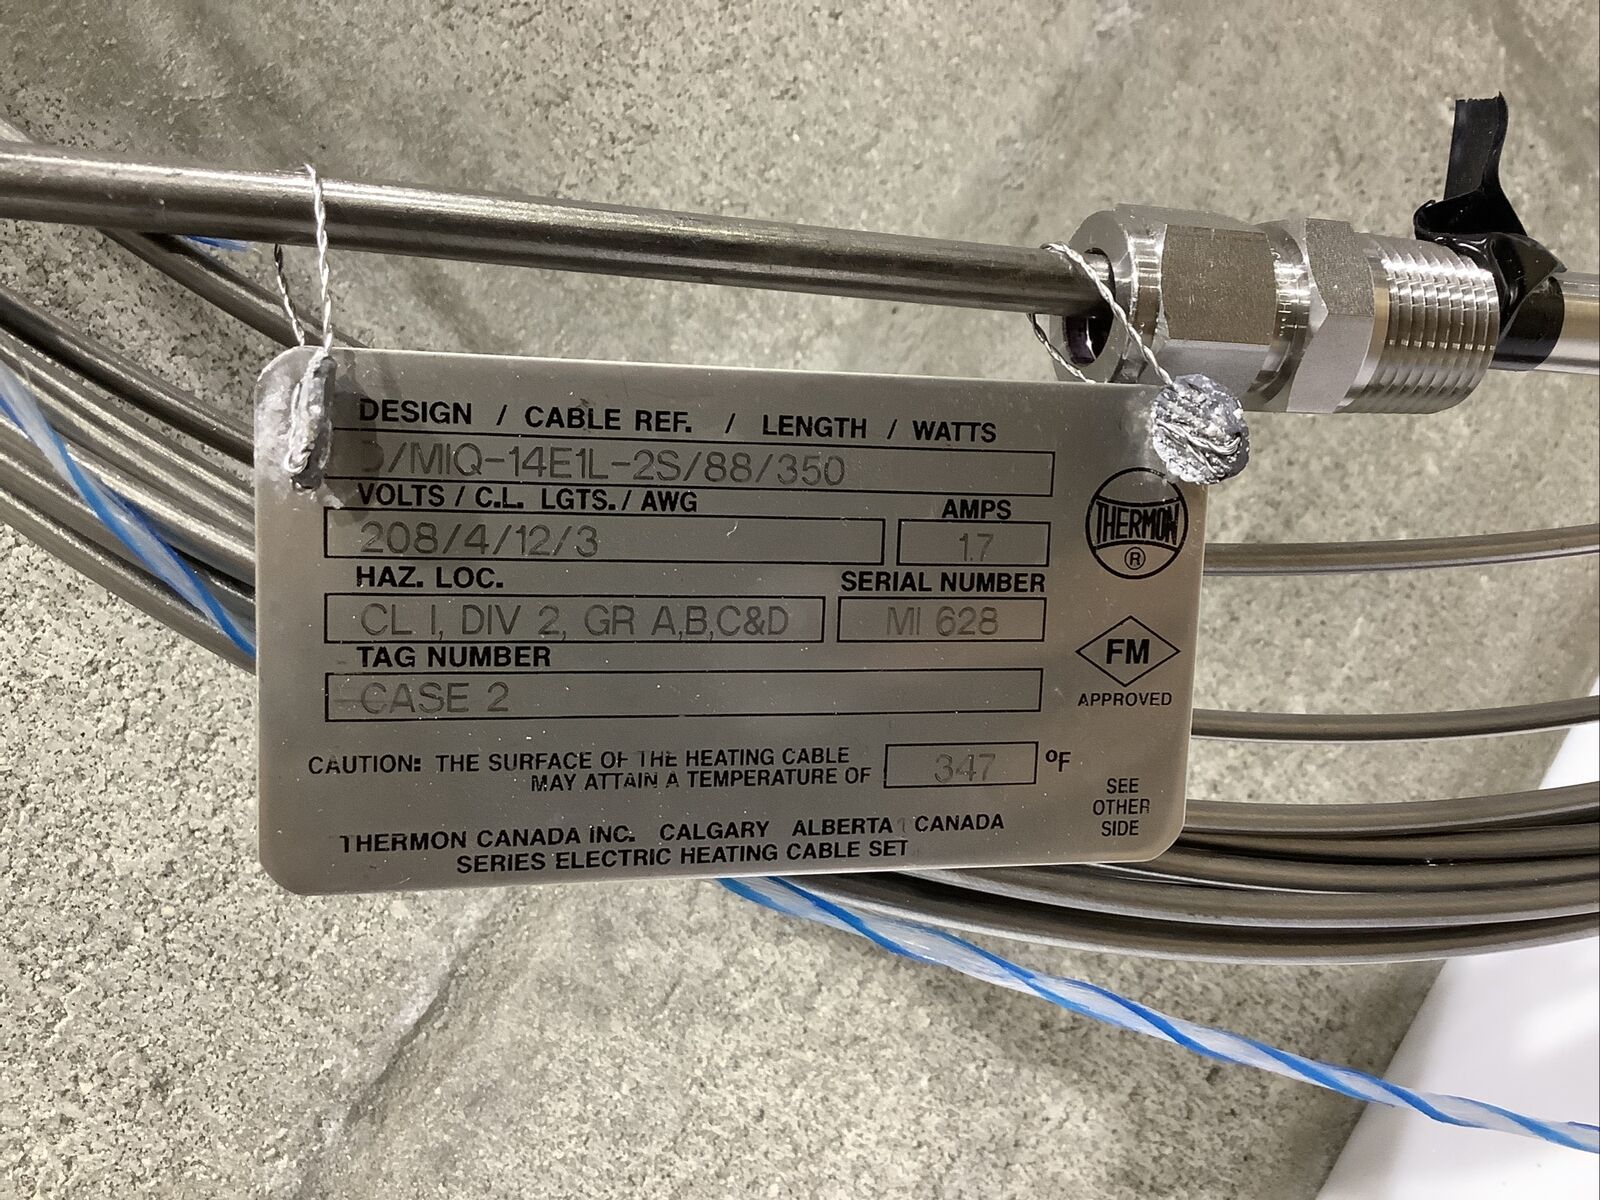 DESIGN / CABLE REF. / LENGTH / WATTS
/MIQ-14E1L-2S/88/350
VOLTS / C.L. LGTS. / AWG
AMPS
208/4/12/3
1.7
HAZ. LOC.
SERIAL NUMBER
CL I, DIV 2, GR A,B,C&D
MI 628
TAG NUMBER
CASE 2
CAUTION: THE SURFACE OF THE HEATING CABLE
MAY ATTAIN A TEMPERATURE OF
347
ºF
THERMON CANADA INC. CALGARY ALBERTA CANADA
SERIES ELECTRIC HEATING CABLE SET
THERMON
®
FM
APPROVED
SEE
OTHER
SIDE